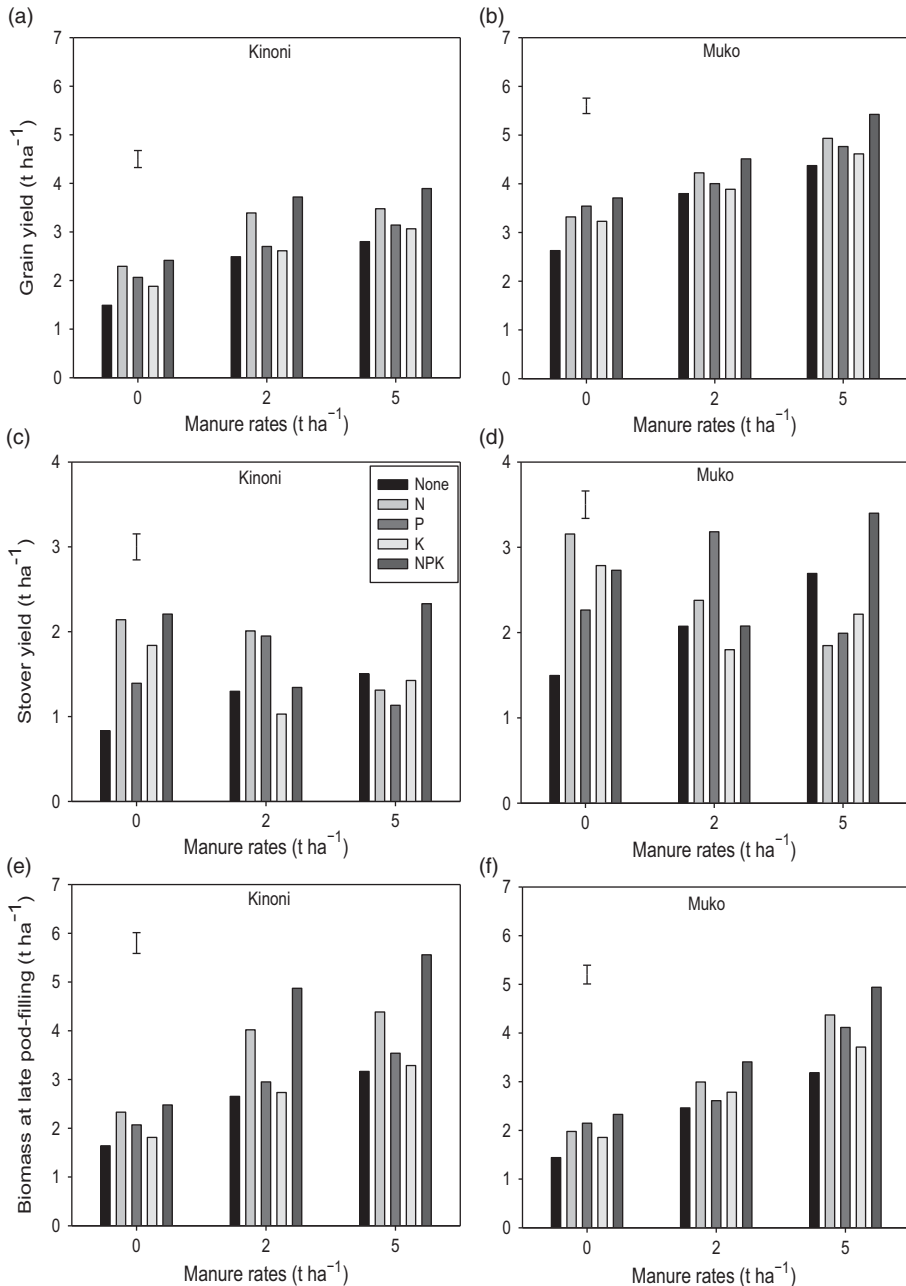 (a)
Kinoni
Grain yield (t ha⁻¹)
7
6
5
4
3
2
1
0
0 2 5
Manure rates (t ha⁻¹)
(b)
Muko
7
6
5
4
3
2
1
0
0 2 5
Manure rates (t ha⁻¹)
(c)
Kinoni
Stover yield (t ha⁻¹)
4
3
2
1
0
None
N
P
K
NPK
0 2 5
Manure rates (t ha⁻¹)
(d)
Muko
4
3
2
1
0
0 2 5
Manure rates (t ha⁻¹)
(e)
Kinoni
Biomass at late pod-filling (t ha⁻¹)
7
6
5
4
3
2
1
0
0 2 5
Manure rates (t ha⁻¹)
(f)
Muko
7
6
5
4
3
2
1
0
0 2 5
Manure rates (t ha⁻¹)